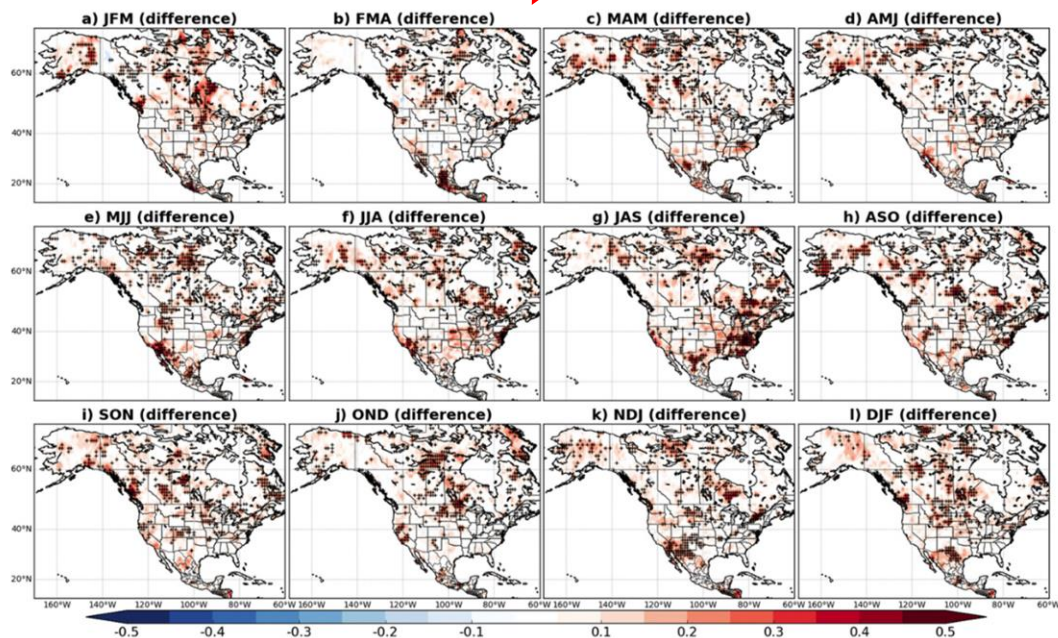 a) JFM (difference) b) FMA (difference) c) MAM (difference) d) AMJ (difference)
60°N
40°N
20°N
e) MJJ (difference) f) JJA (difference) g) JAS (difference) h) ASO (difference)
60°N
40°N
20°N
i) SON (difference) j) OND (difference) k) NDJ (difference) l) DJF (difference)
60°N
40°N
20°N
160°W 140°W 120°W 100°W 80°W 60°W 160°W 140°W 120°W 100°W 80°W 60°W 160°W 140°W 120°W 100°W 80°W 60°W 160°W 140°W 120°W 100°W 80°W 60°W
-0.5 -0.4 -0.3 -0.2 -0.1 0.1 0.2 0.3 0.4 0.5